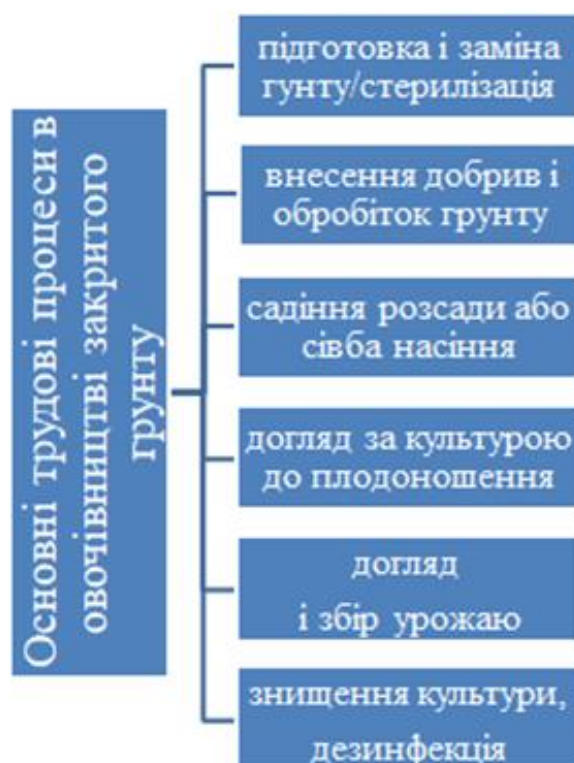 Основні трудові процеси в
овочівництві закритого
грунту
підготовка і заміна
гунту/стерилізація
внесення добрив і
обробіток грунту
садіння розсади або
сівба насіння
догляд за культурою
до плодоношення
догляд
і збір урожаю
знищення культури,
дезинфекція